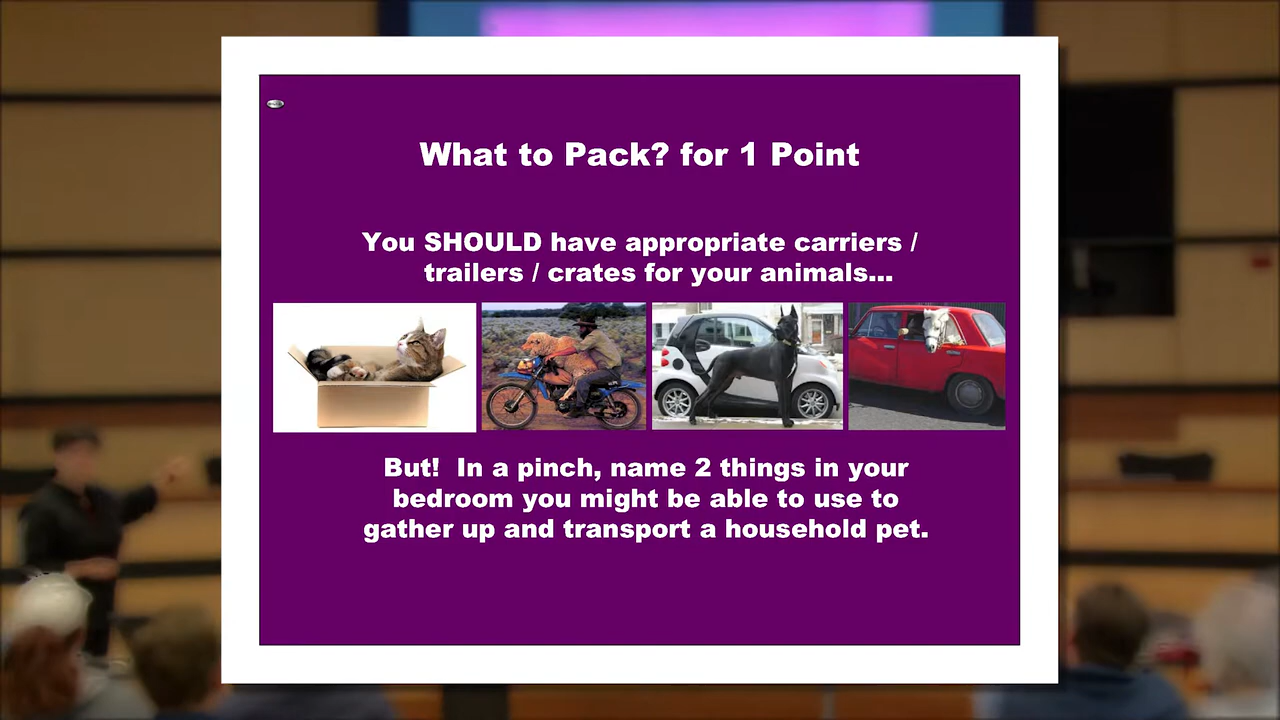 What to Pack? for 1 Point
You SHOULD have appropriate carriers /
trailers / crates for your animals...
But!  In a pinch, name 2 things in your
bedroom you might be able to use to
gather up and transport a household pet.